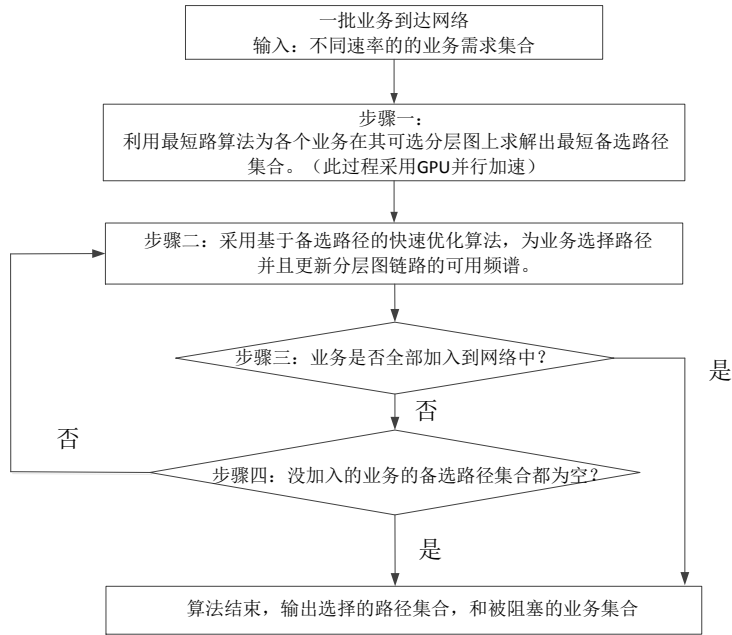 一批业务到达网络
输入：不同速率的的业务需求集合
步骤一：
利用最短路算法为各个业务在其可选分层图上求解出最短备选路径
集合。（此过程采用GPU并行加速）
步骤二：采用基于备选路径的快速优化算法，为业务选择路径
并且更新分层图链路的可用频谱。
步骤三：业务是否全部加入到网络中？
是
否
否
步骤四：没加入的业务的备选路径集合都为空？
是
算法结束，输出选择的路径集合，和被阻塞的业务集合